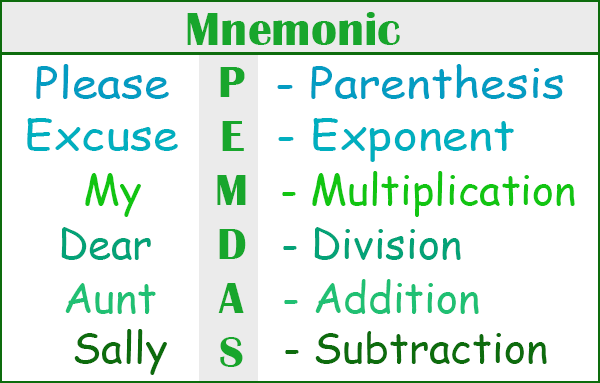 Mnemonic
Please P - Parenthesis
Excuse E - Exponent
My M - Multiplication
Dear D - Division
Aunt A - Addition
Sally S - Subtraction